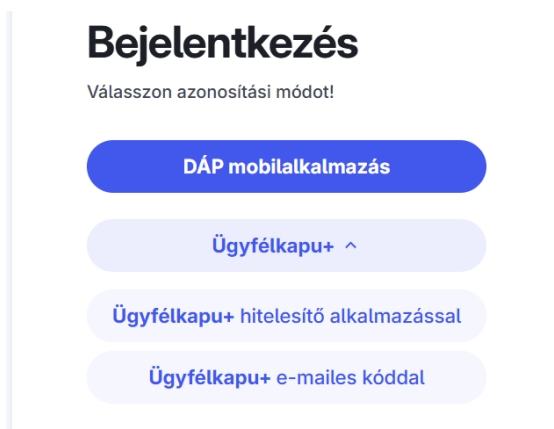 Bejelentkezés
Válasszon azonosítási módot!
DÁP mobilalkalmazás
Ügyfélkapu+
Ügyfélkapu+ hitelesítő alkalmazással
Ügyfélkapu+ e-mailes kóddal